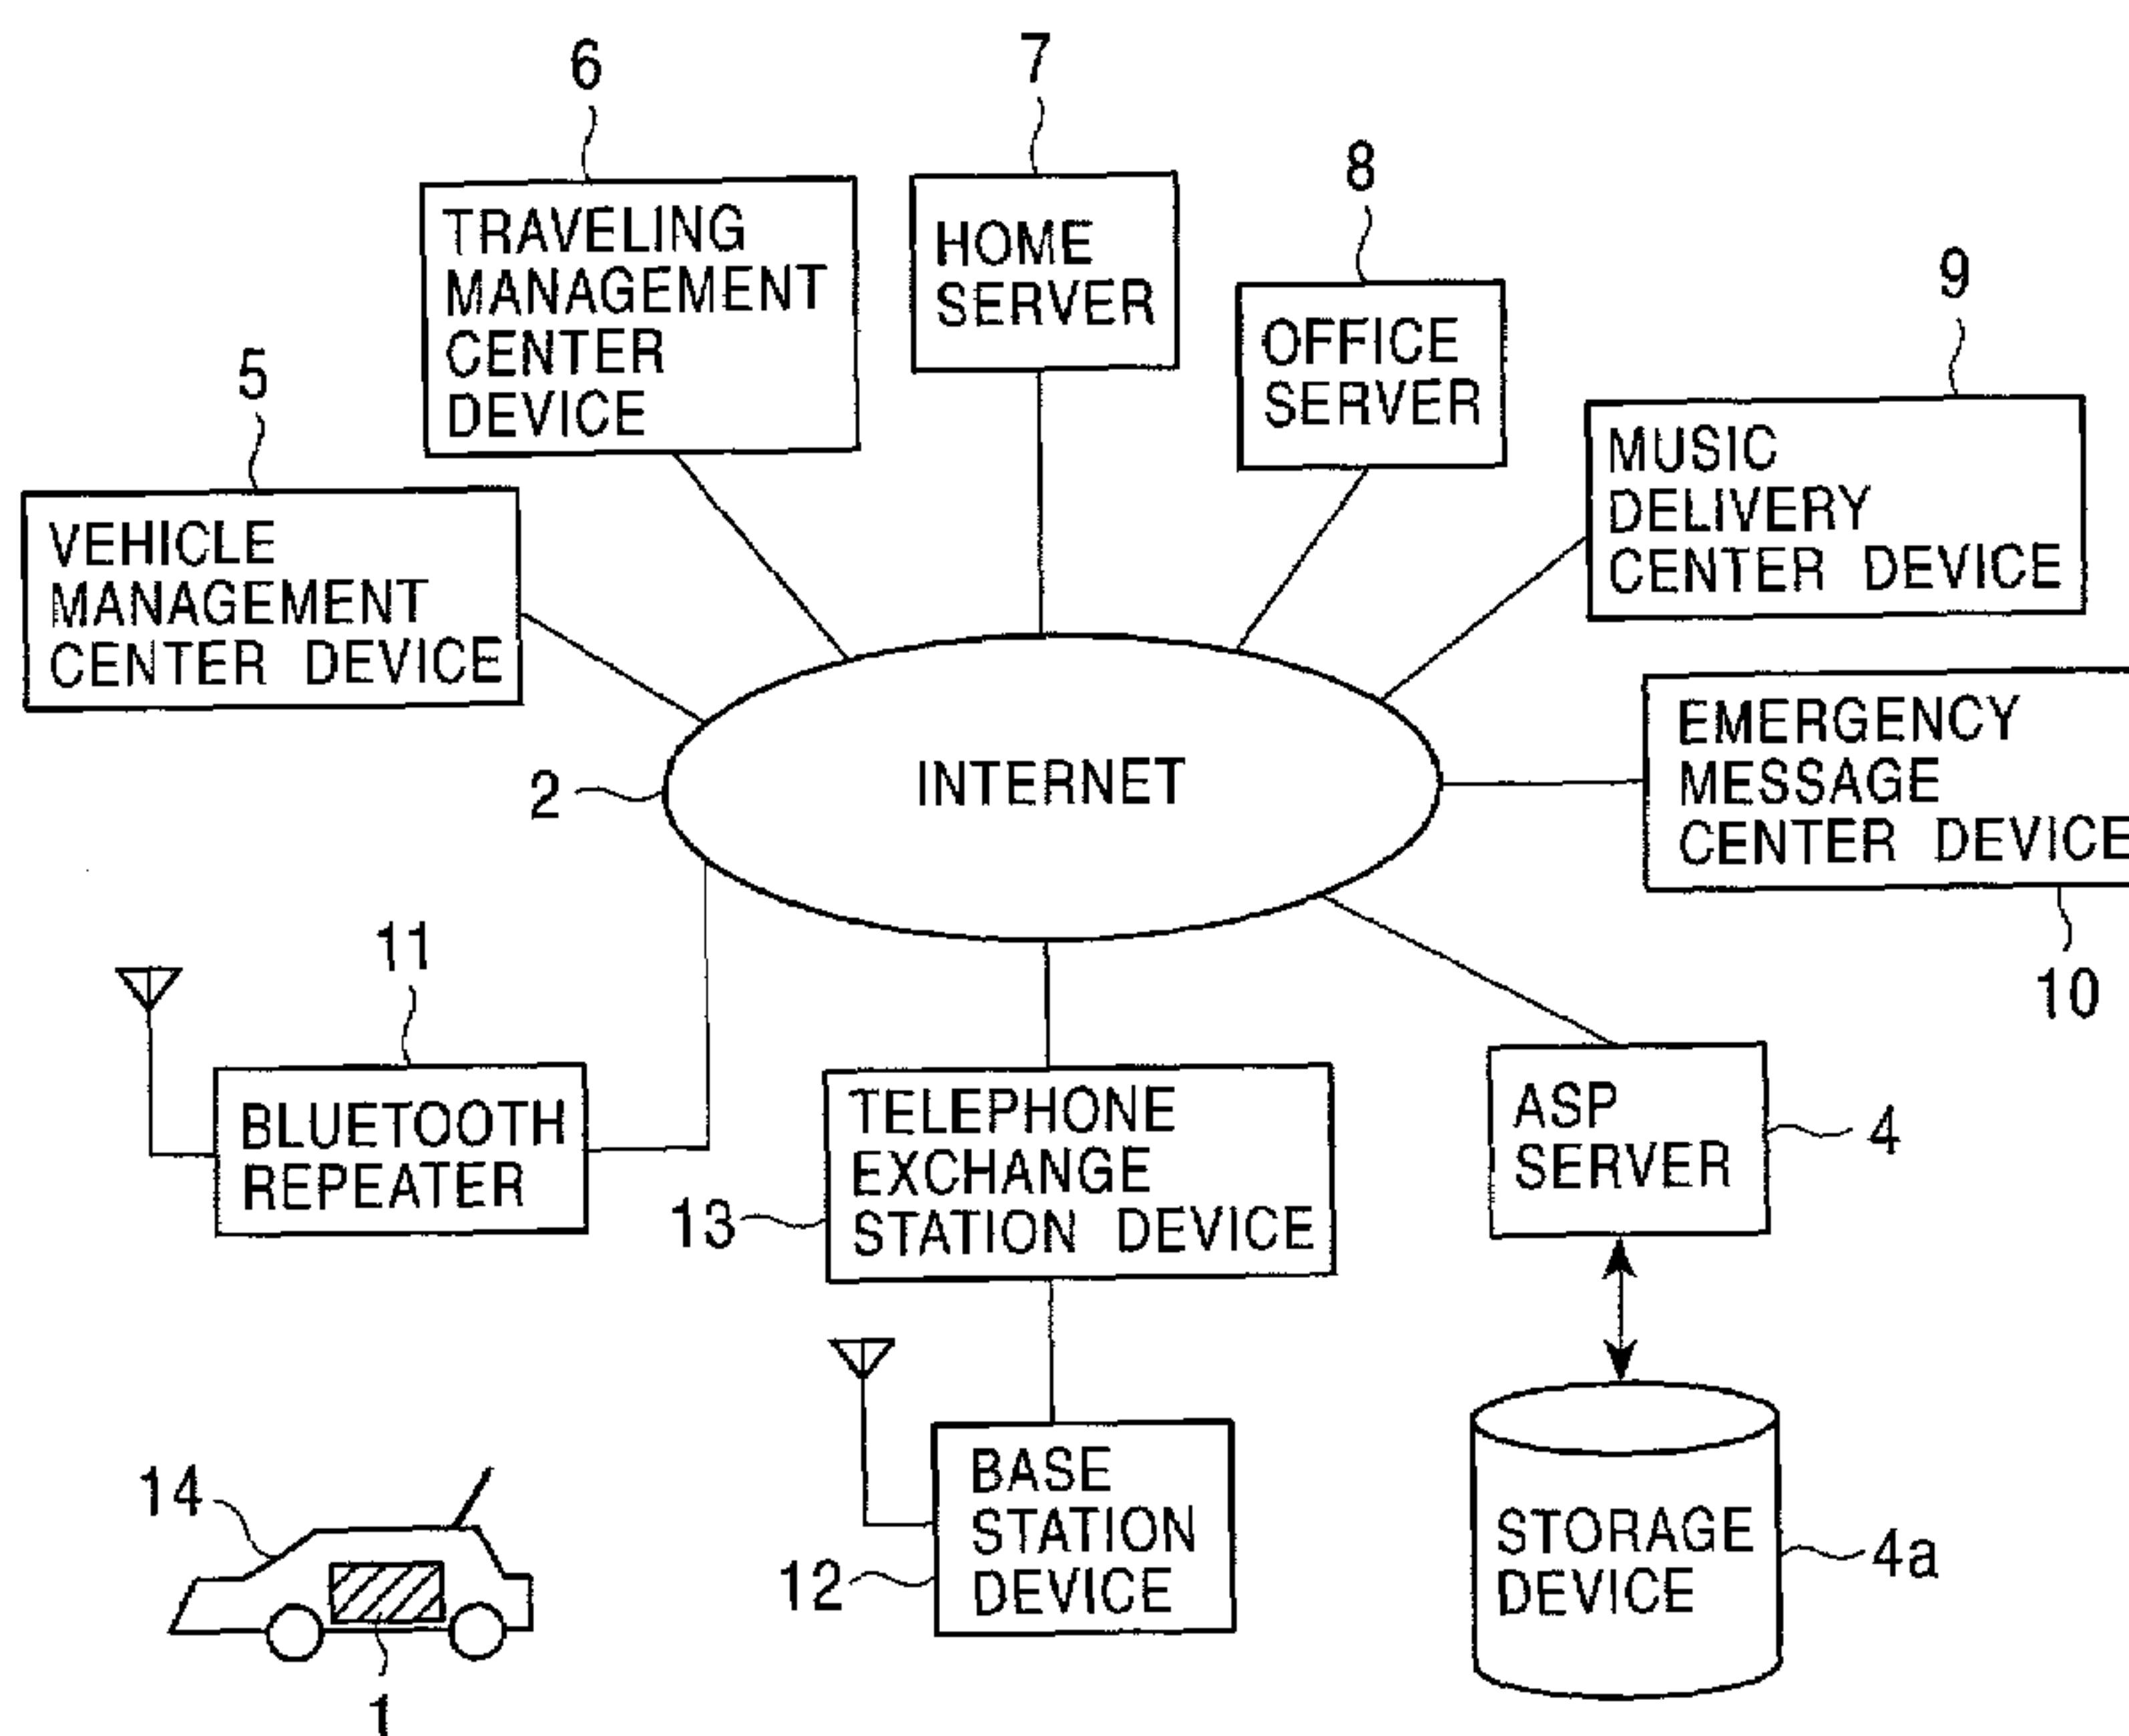 6
7
8
9
5
TRAVELING
MANAGEMENT
CENTER
DEVICE
HOME
SERVER
OFFICE
SERVER
MUSIC
DELIVERY
CENTER DEVICE
VEHICLE
MANAGEMENT
CENTER DEVICE
2
INTERNET
EMERGENCY
MESSAGE
CENTER DEVICE
10
11
BLUETOOTH
REPEATER
13
TELEPHONE
EXCHANGE
STATION DEVICE
ASP
SERVER
4
14
1
12
BASE
STATION
DEVICE
STORAGE
DEVICE
4a